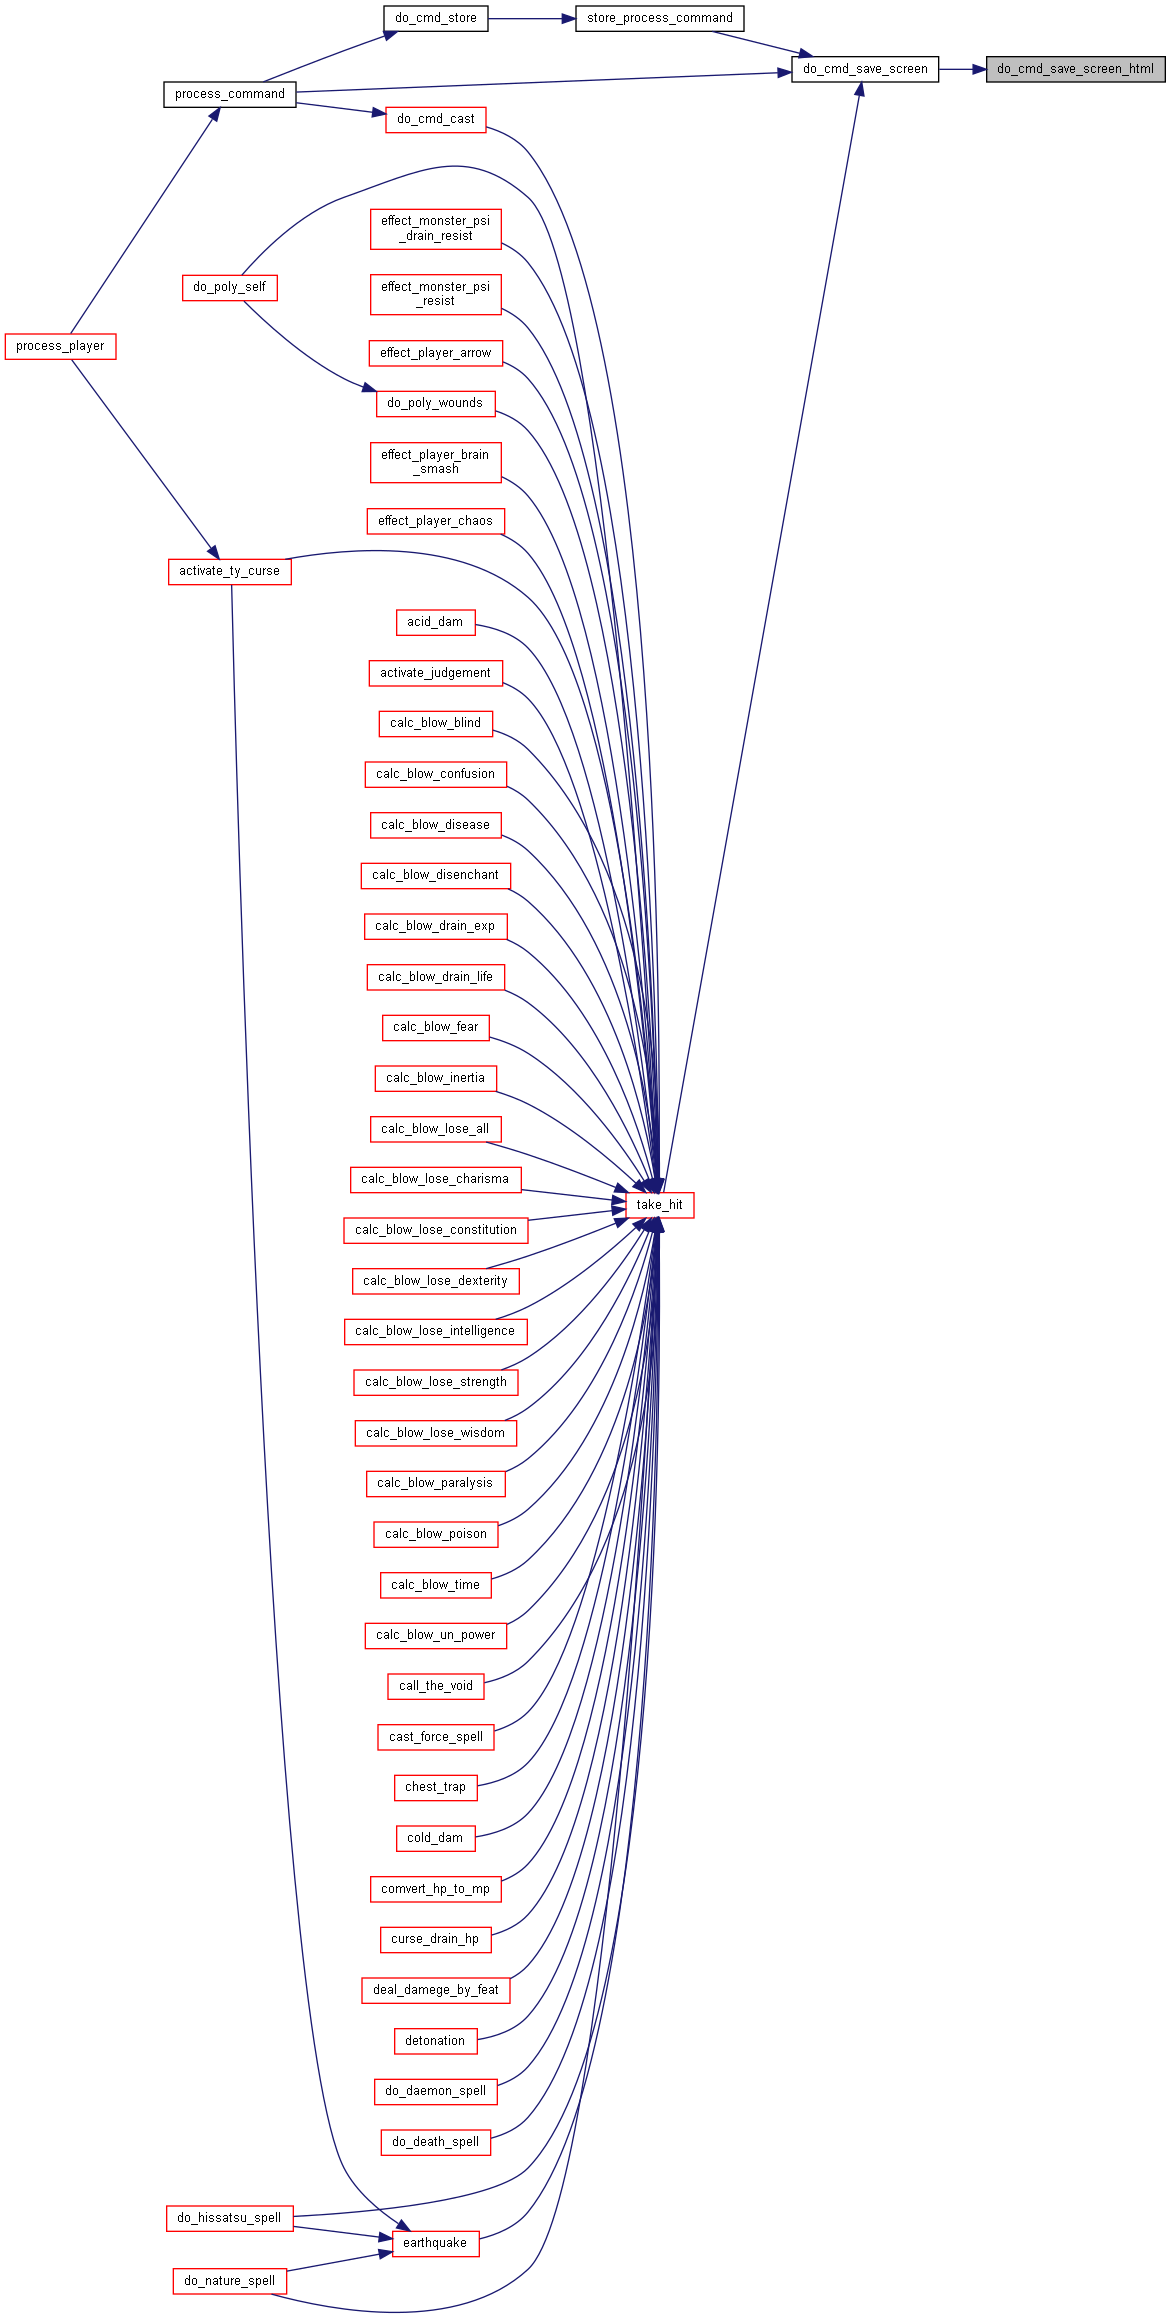 do_cmd_store
store_process_command
do_cmd_save_screen
do_cmd_save_screen_html
process_command
do_cmd_cast
effect_monster_psi
_drain_resist
do_poly_self
effect_monster_psi
_resist
process_player
effect_player_arrow
do_poly_wounds
effect_player_brain
_smash
effect_player_chaos
activate_ty_curse
acid_dam
activate_judgement
calc_blow_blind
calc_blow_confusion
calc_blow_disease
calc_blow_disenchant
calc_blow_drain_exp
calc_blow_drain_life
calc_blow_fear
calc_blow_inertia
calc_blow_lose_all
calc_blow_lose_charisma
take_hit
calc_blow_lose_constitution
calc_blow_lose_dexterity
calc_blow_lose_intelligence
calc_blow_lose_strength
calc_blow_lose_wisdom
calc_blow_paralysis
calc_blow_poison
calc_blow_time
calc_blow_un_power
call_the_void
cast_force_spell
chest_trap
cold_dam
comvert_hp_to_mp
curse_drain_hp
deal_damege_by_feat
detonation
do_daemon_spell
do_death_spell
do_hissatsu_spell
earthquake
do_nature_spell